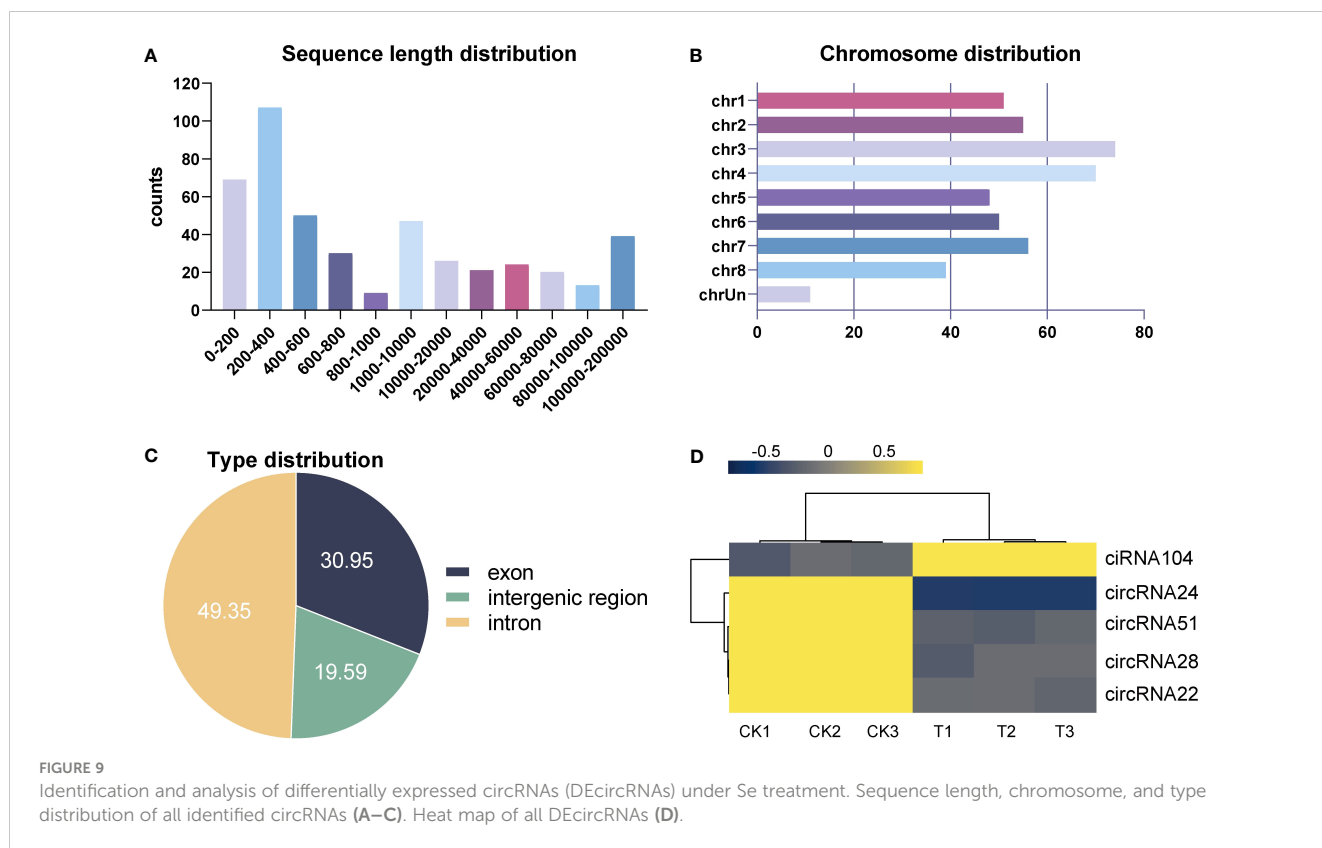 A
Sequence length distribution
counts
120
100
80
60
40
20
0
0-200
200-400
400-600
600-800
800-1000
1000-10000
10000-20000
20000-40000
40000-60000
60000-80000
80000-100000
100000-200000
B
Chromosome distribution
chr1
chr2
chr3
chr4
chr5
chr6
chr7
chr8
chrUn
0 20 40 60 80
C
Type distribution
30.95
49.35
19.59
exon
intergenic region
intron
D
-0.5 0 0.5
ciRNA104
circRNA24
circRNA51
circRNA28
circRNA22
CK1 CK2 CK3 T1 T2 T3
FIGURE 9
Identification and analysis of differentially expressed circRNAs (DEcircRNAs) under Se treatment. Sequence length, chromosome, and type
distribution of all identified circRNAs (A–C). Heat map of all DEcircRNAs (D).